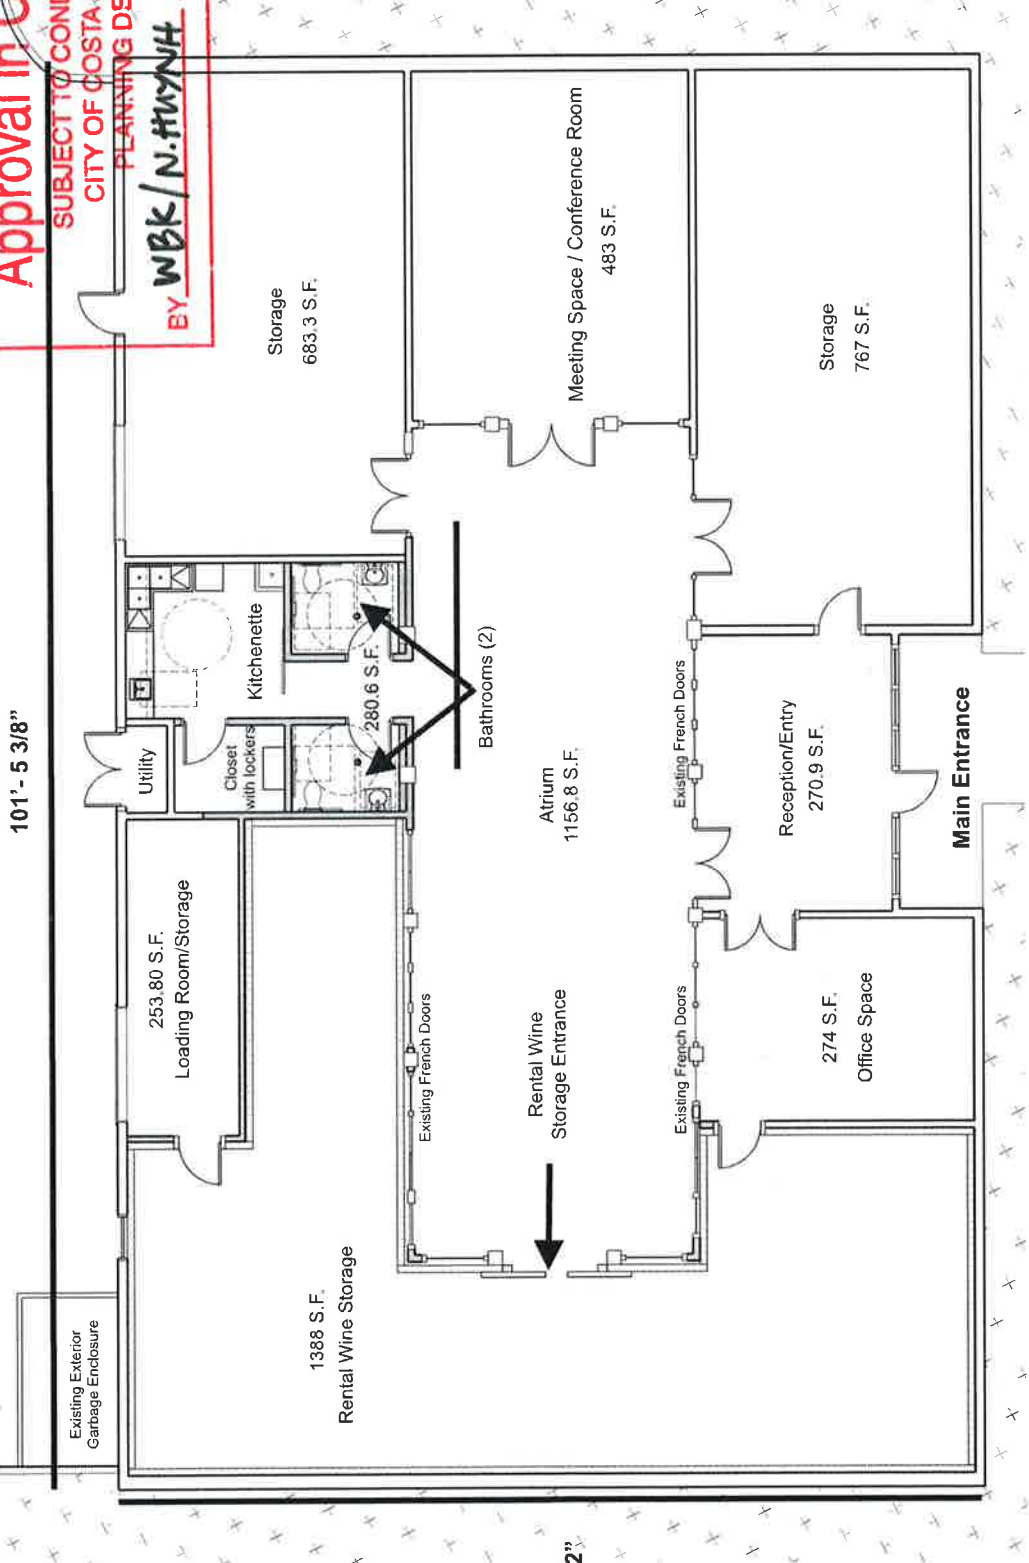 Approval in
SUBJECT TO COND
CITY OF COSTA
PLANNING
BY WBK/N.HUYNH
101'- 5 3/8"
Existing Exterior
Garbage Enclosure
1388 S.F.
Rental Wine Storage
253.80 S.F.
Loading Room/Storage
Utility
Closet
with lockers
Kitchenette
280.6 S.F.
Bathrooms (2)
Storage
683.3 S.F.
Existing French Doors
Rental Wine
Storage Entrance
Atrium
1156.8 S.F.
Meeting Space / Conference Room
483 S.F.
Existing French Doors
Existing French Doors
274 S.F.
Office Space
Reception/Entry
270.9 S.F.
Main Entrance
Storage
767 S.F.
2"